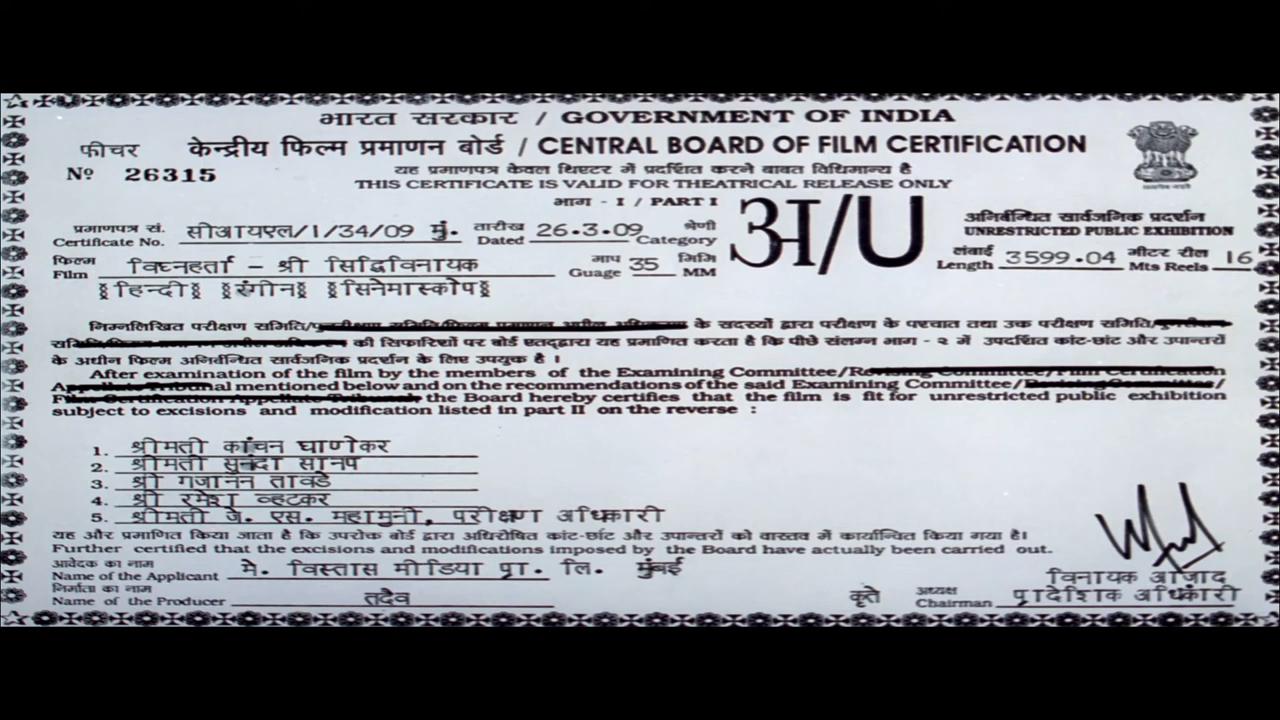 भारत सरकार / GOVERNMENT OF INDIA
फीचर केन्द्रीय फिल्म प्रमाणन बोर्ड / CENTRAL BOARD OF FILM CERTIFICATION
Nº 26315 यह प्रमाणपत्र केवल थिएटर में प्रदर्शित करने बाबत विधिमान्य है
THIS CERTIFICATE IS VALID FOR THEATRICAL RELEASE ONLY
भाग - I / PART I
अ/U
प्रमाणपत्र सं. सीआयएल/1/34/09 मुं. तारीख 26.3.09 श्रेणी अनिर्बन्धित सार्वजनिक प्रदर्शन
Certificate No. Dated Category UNRESTRICTED PUBLIC EXHIBITION
फिल्म विघ्नहर्ता - श्री सिद्धिविनायक माप 35 मिमि लंबाई 3599.04 मीटर रील 16
Film Guage MM Length Mts Reels
हिन्दी रंगीन सिनेमास्कोप
निम्नलिखित परीक्षण समिति/ के सदस्यों द्वारा परीक्षण के पश्चात तथा उक्त परीक्षण समिति/
की सिफारिशों पर बोर्ड एतद्द्वारा यह प्रमाणित करता है कि पीछे संलग्न भाग - २ में उपदर्शित कांट-छांट और उपान्तरों
के अधीन फिल्म अनिर्बन्धित सार्वजनिक प्रदर्शन के लिए उपयुक्त है ।
After examination of the film by the members of the Examining Committee/Revising Committee/Film Certification
Appellate Tribunal mentioned below and on the recommendations of the said Examining Committee/Revising Committee/
Film Certification Appellate Tribunal, the Board hereby certifies that the film is fit for unrestricted public exhibition
subject to excisions and modification listed in part II on the reverse :
1. श्रीमती कांचन घाणेकर
2. श्रीमती सुनंदा सानप
3. श्री गजानन तावडे
4. श्री रमेश व्हटकर
5. श्रीमती जे. एस. महामुनी, परीक्षण अधिकारी
यह और प्रमाणित किया जाता है कि उपरोक्त बोर्ड द्वारा अधिरोपित कांट-छांट और उपान्तरों को वास्तव में कार्यान्वित किया गया है।
Further certified that the excisions and modifications imposed by the Board have actually been carried out.
आवेदक का नाम मे. विस्तास मीडिया प्रा. लि. मुंबई
Name of the Applicant
विनायक आजाद
निर्माता का नाम तदैव कृते अध्यक्ष प्रादेशिक अधिकारी
Name of the Producer Chairman